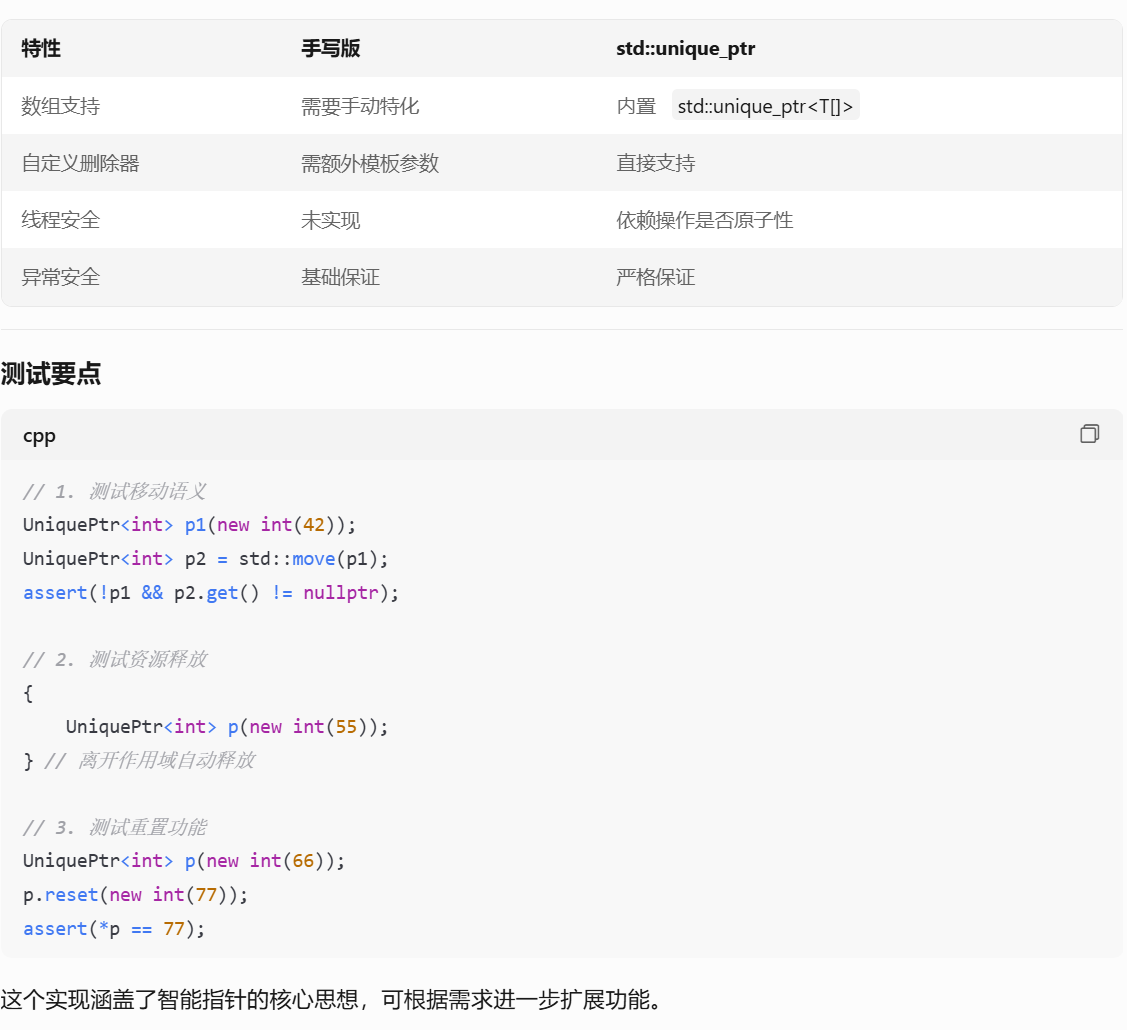 特性 手写版 std::unique_ptr
数组支持 需要手动特化 内置 std::unique_ptr<T[]>
自定义删除器 需额外模板参数 直接支持
线程安全 未实现 依赖操作是否原子性
异常安全 基础保证 严格保证
测试要点
cpp
// 1. 测试移动语义
UniquePtr<int> p1(new int(42));
UniquePtr<int> p2 = std::move(p1);
assert(!p1 && p2.get() != nullptr);
// 2. 测试资源释放
{
    UniquePtr<int> p(new int(55));
} // 离开作用域自动释放
// 3. 测试重置功能
UniquePtr<int> p(new int(66));
p.reset(new int(77));
assert(*p == 77);
这个实现涵盖了智能指针的核心思想，可根据需求进一步扩展功能。